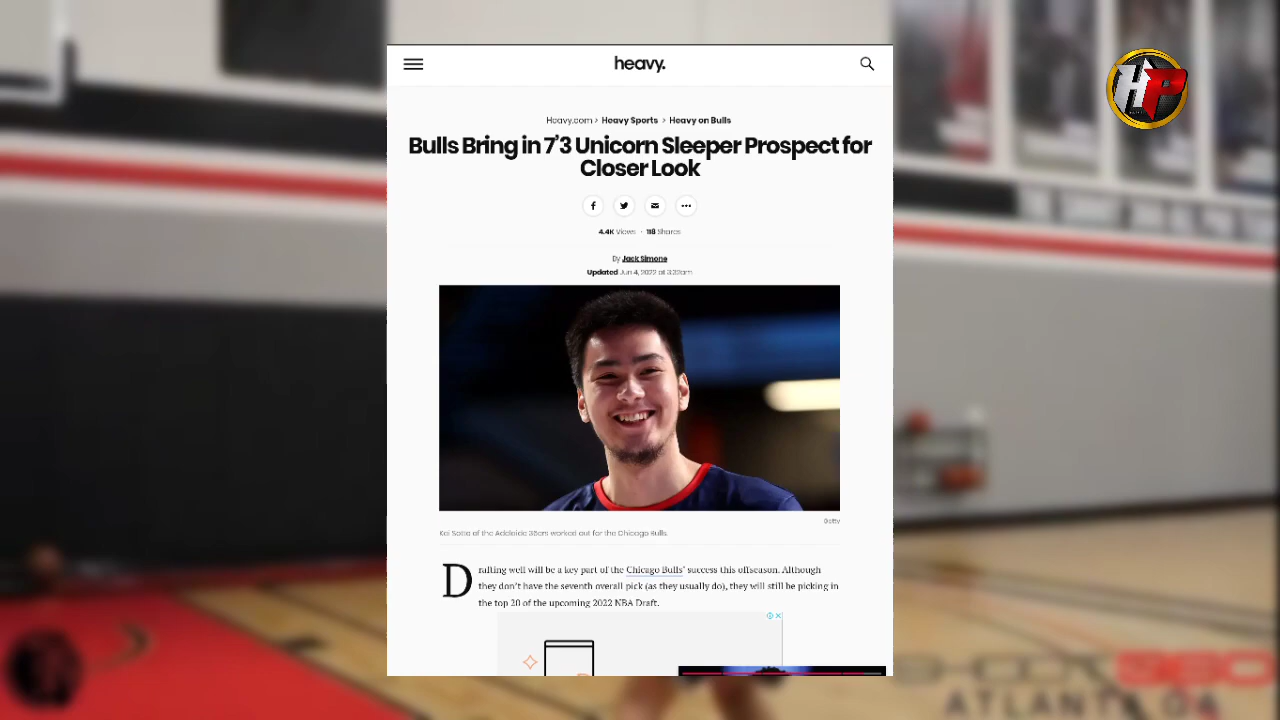 heavy.
HP
Heavy.com > Heavy Sports > Heavy on Bulls
Bulls Bring in 7’3 Unicorn Sleeper Prospect for
Closer Look
4.4K Views · 118 Shares
By Jack Simone
Updated Jun 4, 2022 at 3:22am
Getty
Kai Sotto of the Adelaide 36ers worked out for the Chicago Bulls.
Drafting well will be a key part of the Chicago Bulls’ success this offseason. Although
they don’t have the seventh overall pick (as they usually do), they will still be picking in
the top 20 of the upcoming 2022 NBA Draft.
ATLANTA, GA